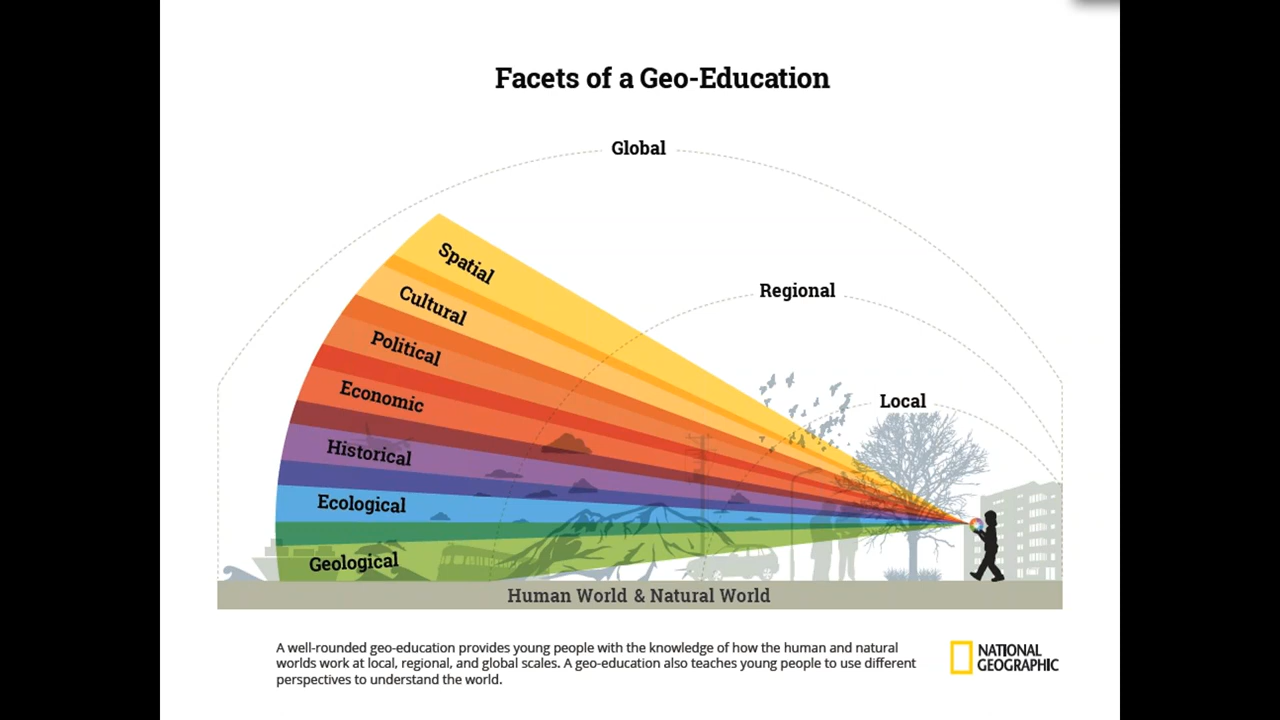 Facets of a Geo-Education
Global
Regional
Local
Spatial
Cultural
Political
Economic
Historical
Ecological
Geological
Human World & Natural World
A well-rounded geo-education provides young people with the knowledge of how the human and natural
worlds work at local, regional, and global scales. A geo-education also teaches young people to use different
perspectives to understand the world.
NATIONAL
GEOGRAPHIC